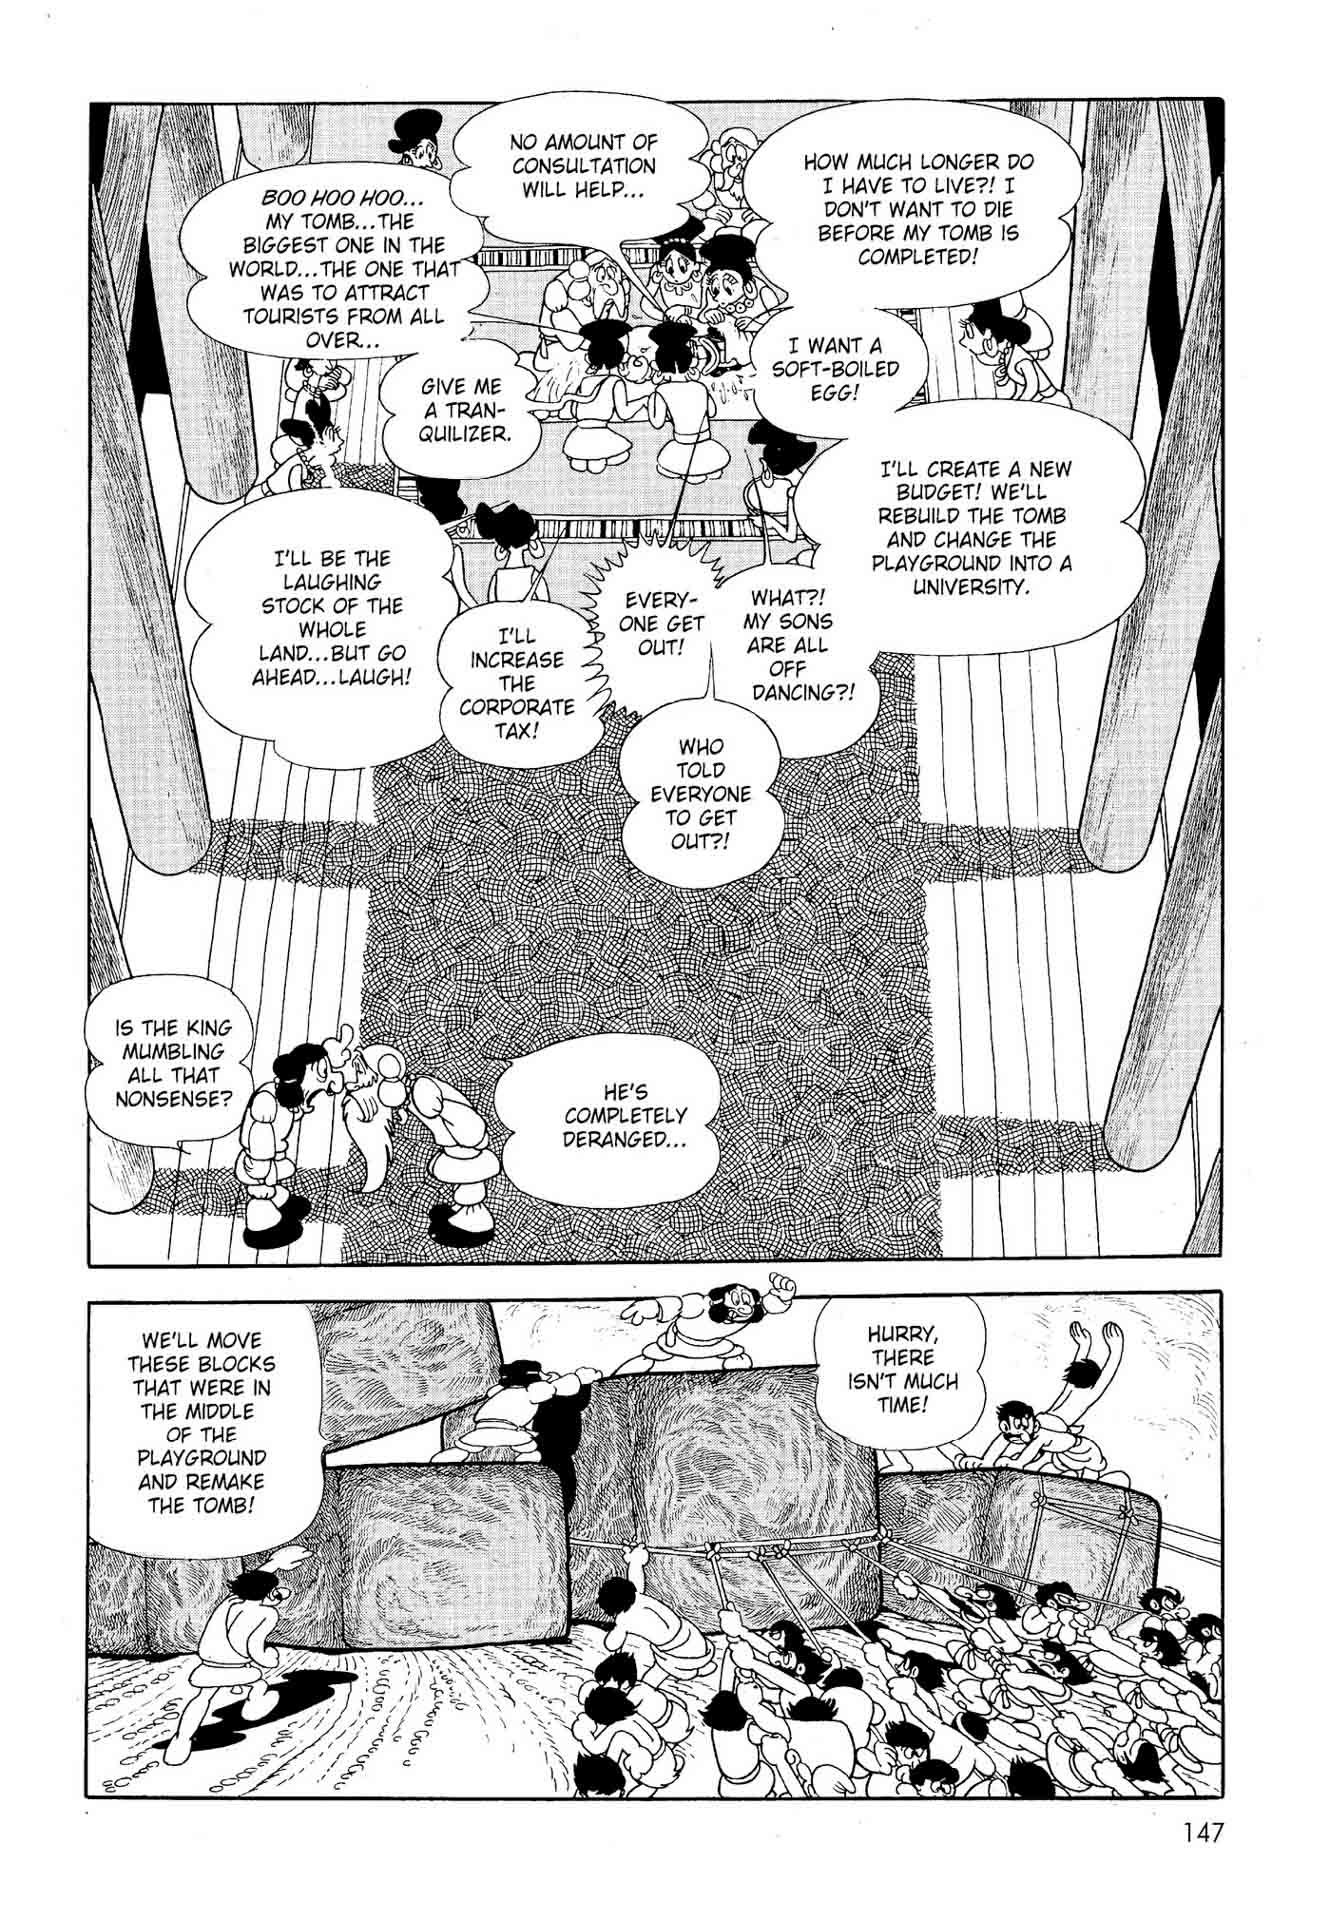 NO AMOUNT OF
CONSULTATION
WILL HELP...
HOW MUCH LONGER DO
I HAVE TO LIVE?! I
DON'T WANT TO DIE
BEFORE MY TOMB IS
COMPLETED!
BOO HOO HOO...
MY TOMB...THE
BIGGEST ONE IN THE
WORLD...THE ONE THAT
WAS TO ATTRACT
TOURISTS FROM ALL
OVER...
I WANT A
SOFT-BOILED
EGG!
GIVE ME
A TRAN-
QUILIZER.
I'LL CREATE A NEW
BUDGET! WE'LL
REBUILD THE TOMB
AND CHANGE THE
PLAYGROUND INTO A
UNIVERSITY.
I'LL BE THE
LAUGHING
STOCK OF THE
WHOLE
LAND...BUT GO
AHEAD...LAUGH!
I'LL
INCREASE
THE
CORPORATE
TAX!
EVERY-
ONE GET
OUT!
WHAT?!
MY SONS
ARE ALL
OFF
DANCING?!
WHO
TOLD
EVERYONE
TO GET
OUT?!
IS THE KING
MUMBLING
ALL THAT
NONSENSE?
HE'S
COMPLETELY
DERANGED...
WE'LL MOVE
THESE BLOCKS
THAT WERE IN
THE MIDDLE
OF THE
PLAYGROUND
AND REMAKE
THE TOMB!
HURRY,
THERE
ISN'T MUCH
TIME!
147